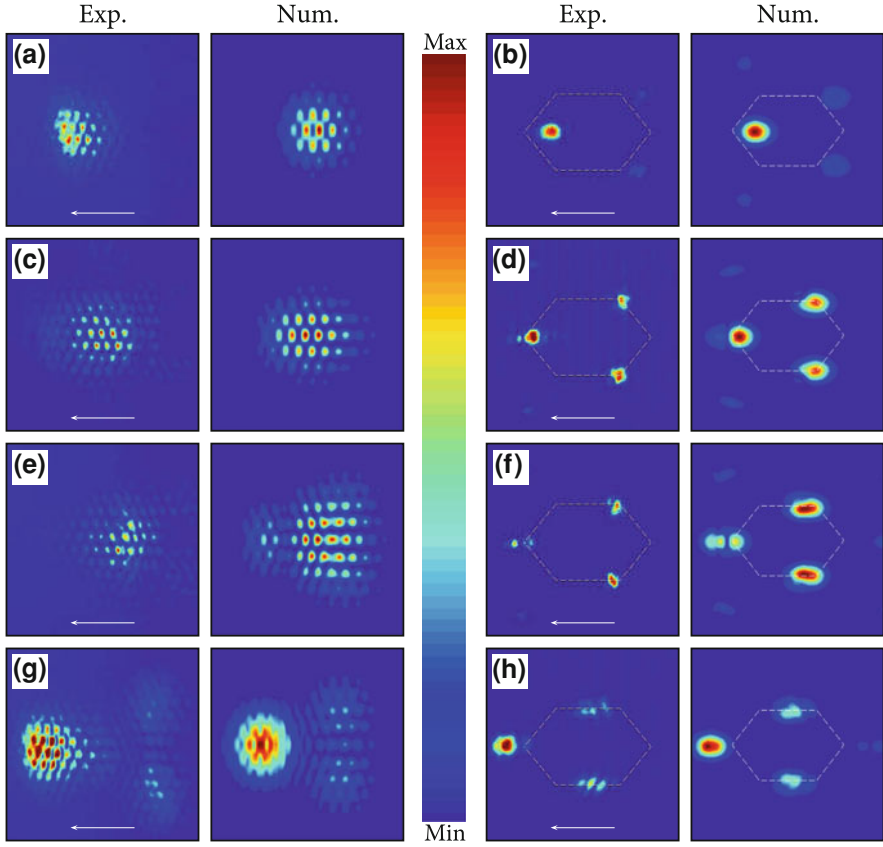 Exp. Num. Exp. Num.
Max
(a) (b)
(c) (d)
(e) (f)
(g) (h)
Min